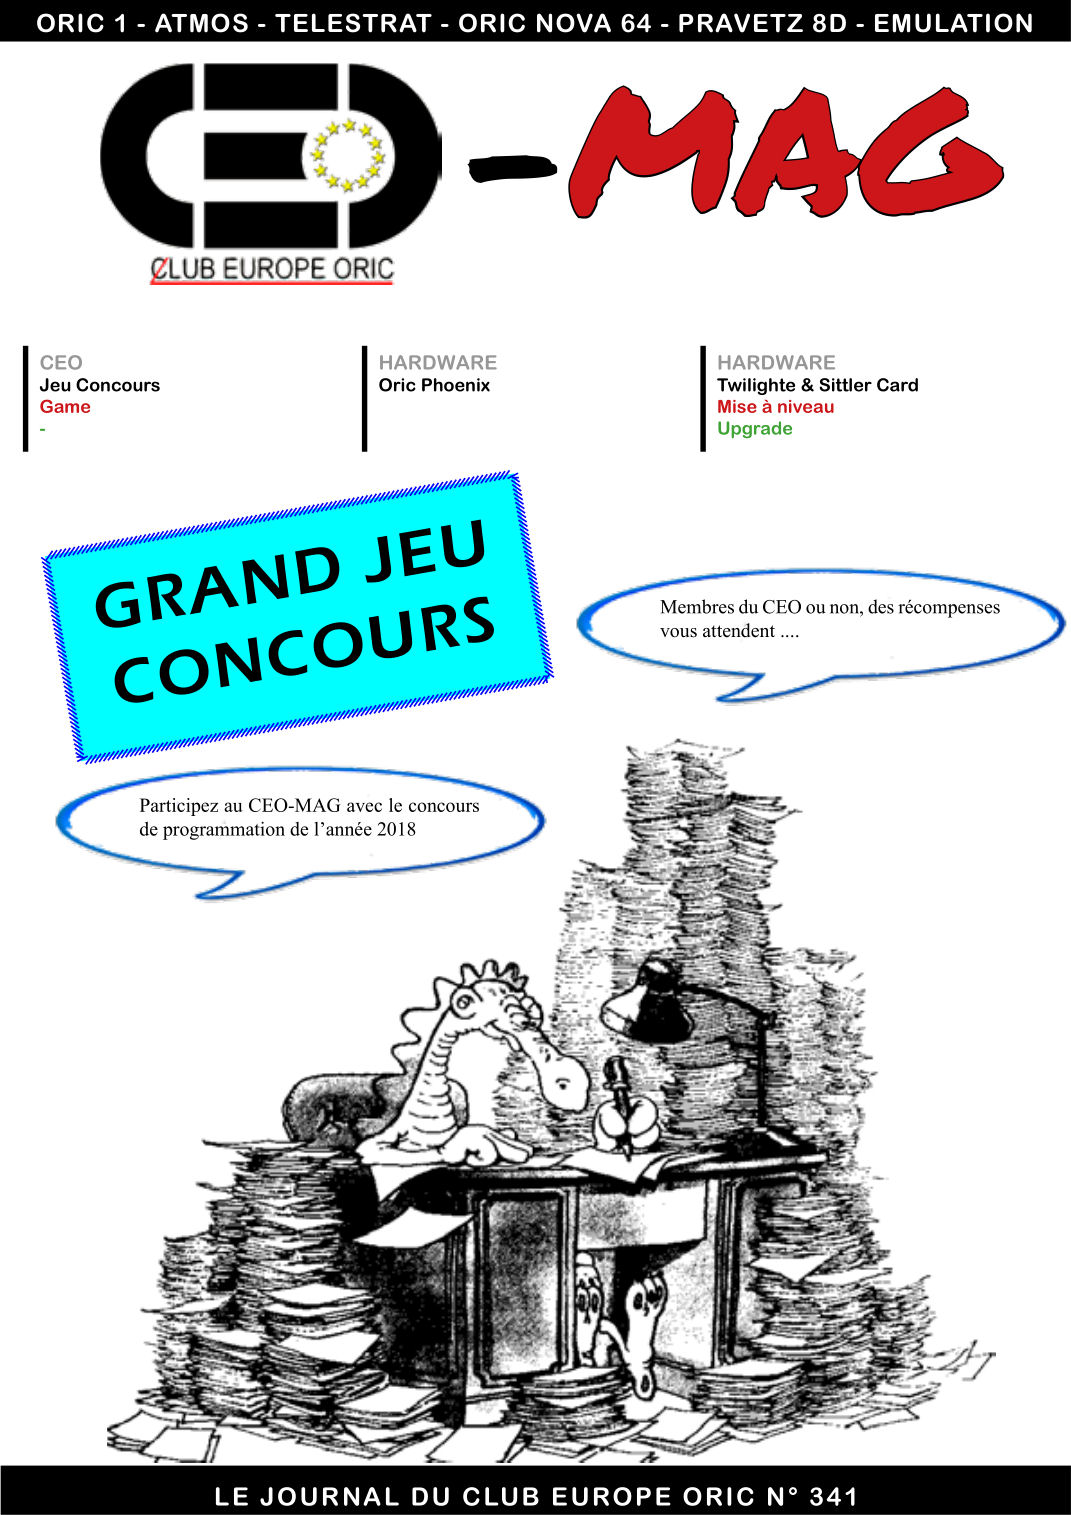 ORIC 1 - ATMOS - TELESTRAT - ORIC NOVA 64 - PRAVETZ 8D - EMULATION
CEO -MAG
CLUB EUROPE ORIC
CEO
Jeu Concours
Game
-
HARDWARE
Oric Phoenix
HARDWARE
Twilighte & Sittler Card
Mise à niveau
Upgrade
GRAND JEU
CONCOURS
Membres du CEO ou non, des récompenses
vous attendent ....
Participez au CEO-MAG avec le concours
de programmation de l'année 2018
LE JOURNAL DU CLUB EUROPE ORIC N° 341